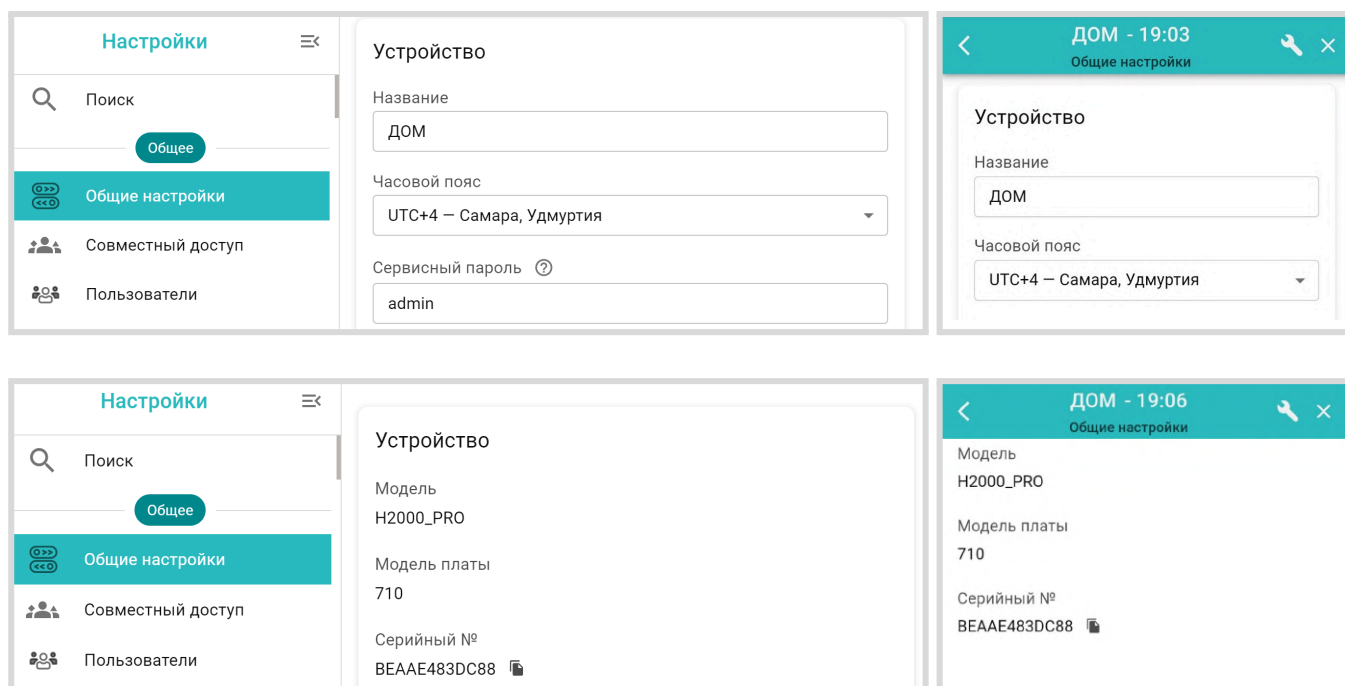 Настройки
Поиск
Общее
Общие настройки
Совместный доступ
Пользователи
Устройство
Название
ДОМ
Часовой пояс
UTC+4 — Самара, Удмуртия
Сервисный пароль
admin
ДОМ - 19:03
Общие настройки
Устройство
Название
ДОМ
Часовой пояс
UTC+4 — Самара, Удмуртия
Настройки
Поиск
Общее
Общие настройки
Совместный доступ
Пользователи
Устройство
Модель
H2000_PRO
Модель платы
710
Серийный №
BEAAE483DC88
ДОМ - 19:06
Общие настройки
Модель
H2000_PRO
Модель платы
710
Серийный №
BEAAE483DC88